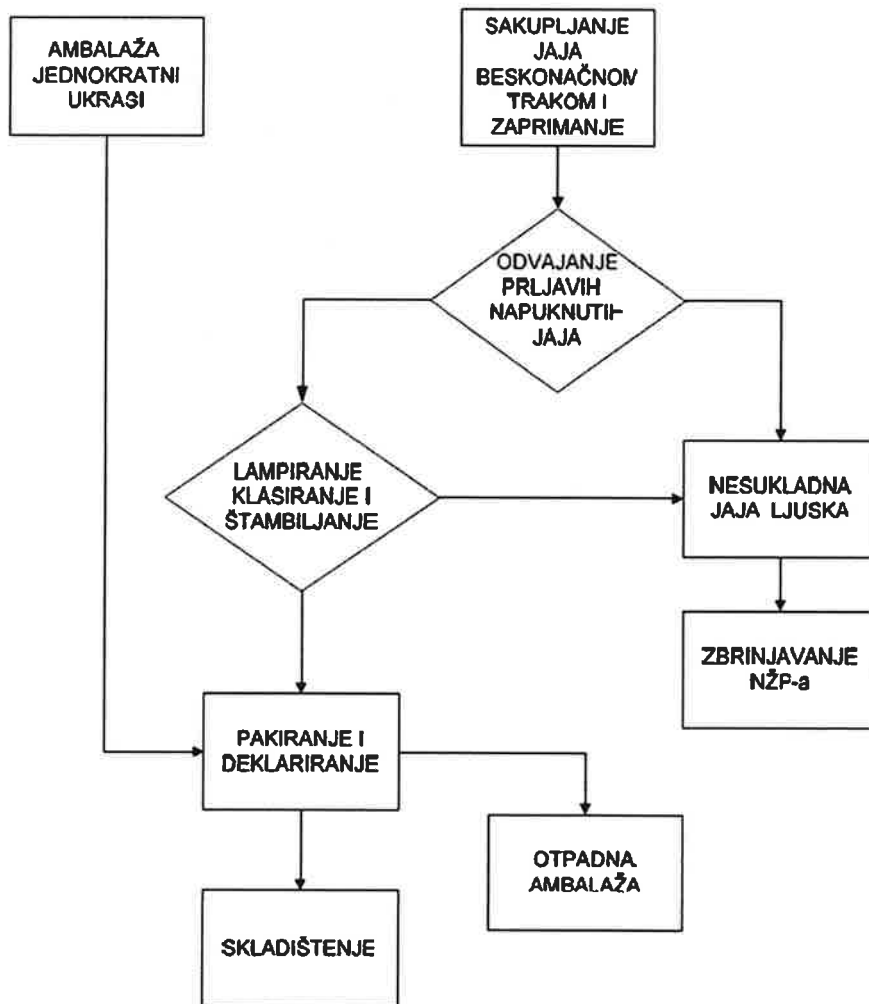 AMBALAŽA
JEDNOKRATNI
UKRASI
SAKUPLJANJE
JAJA
BESKONAČNOM
TRAKOM I
ZAPRIMANJE
ODVAJANJE
PRLJAVIH
NAPUKNUTIH
JAJA
LAMPIRANJE
KLASIRANJE I
ŠTAMBILJANJE
NESUKLADNA
JAJA LJUSKA
ZBRINJAVANJE
NŽP-a
PAKIRANJE I
DEKLARIRANJE
OTPADNA
AMBALAŽA
SKLADIŠTENJE